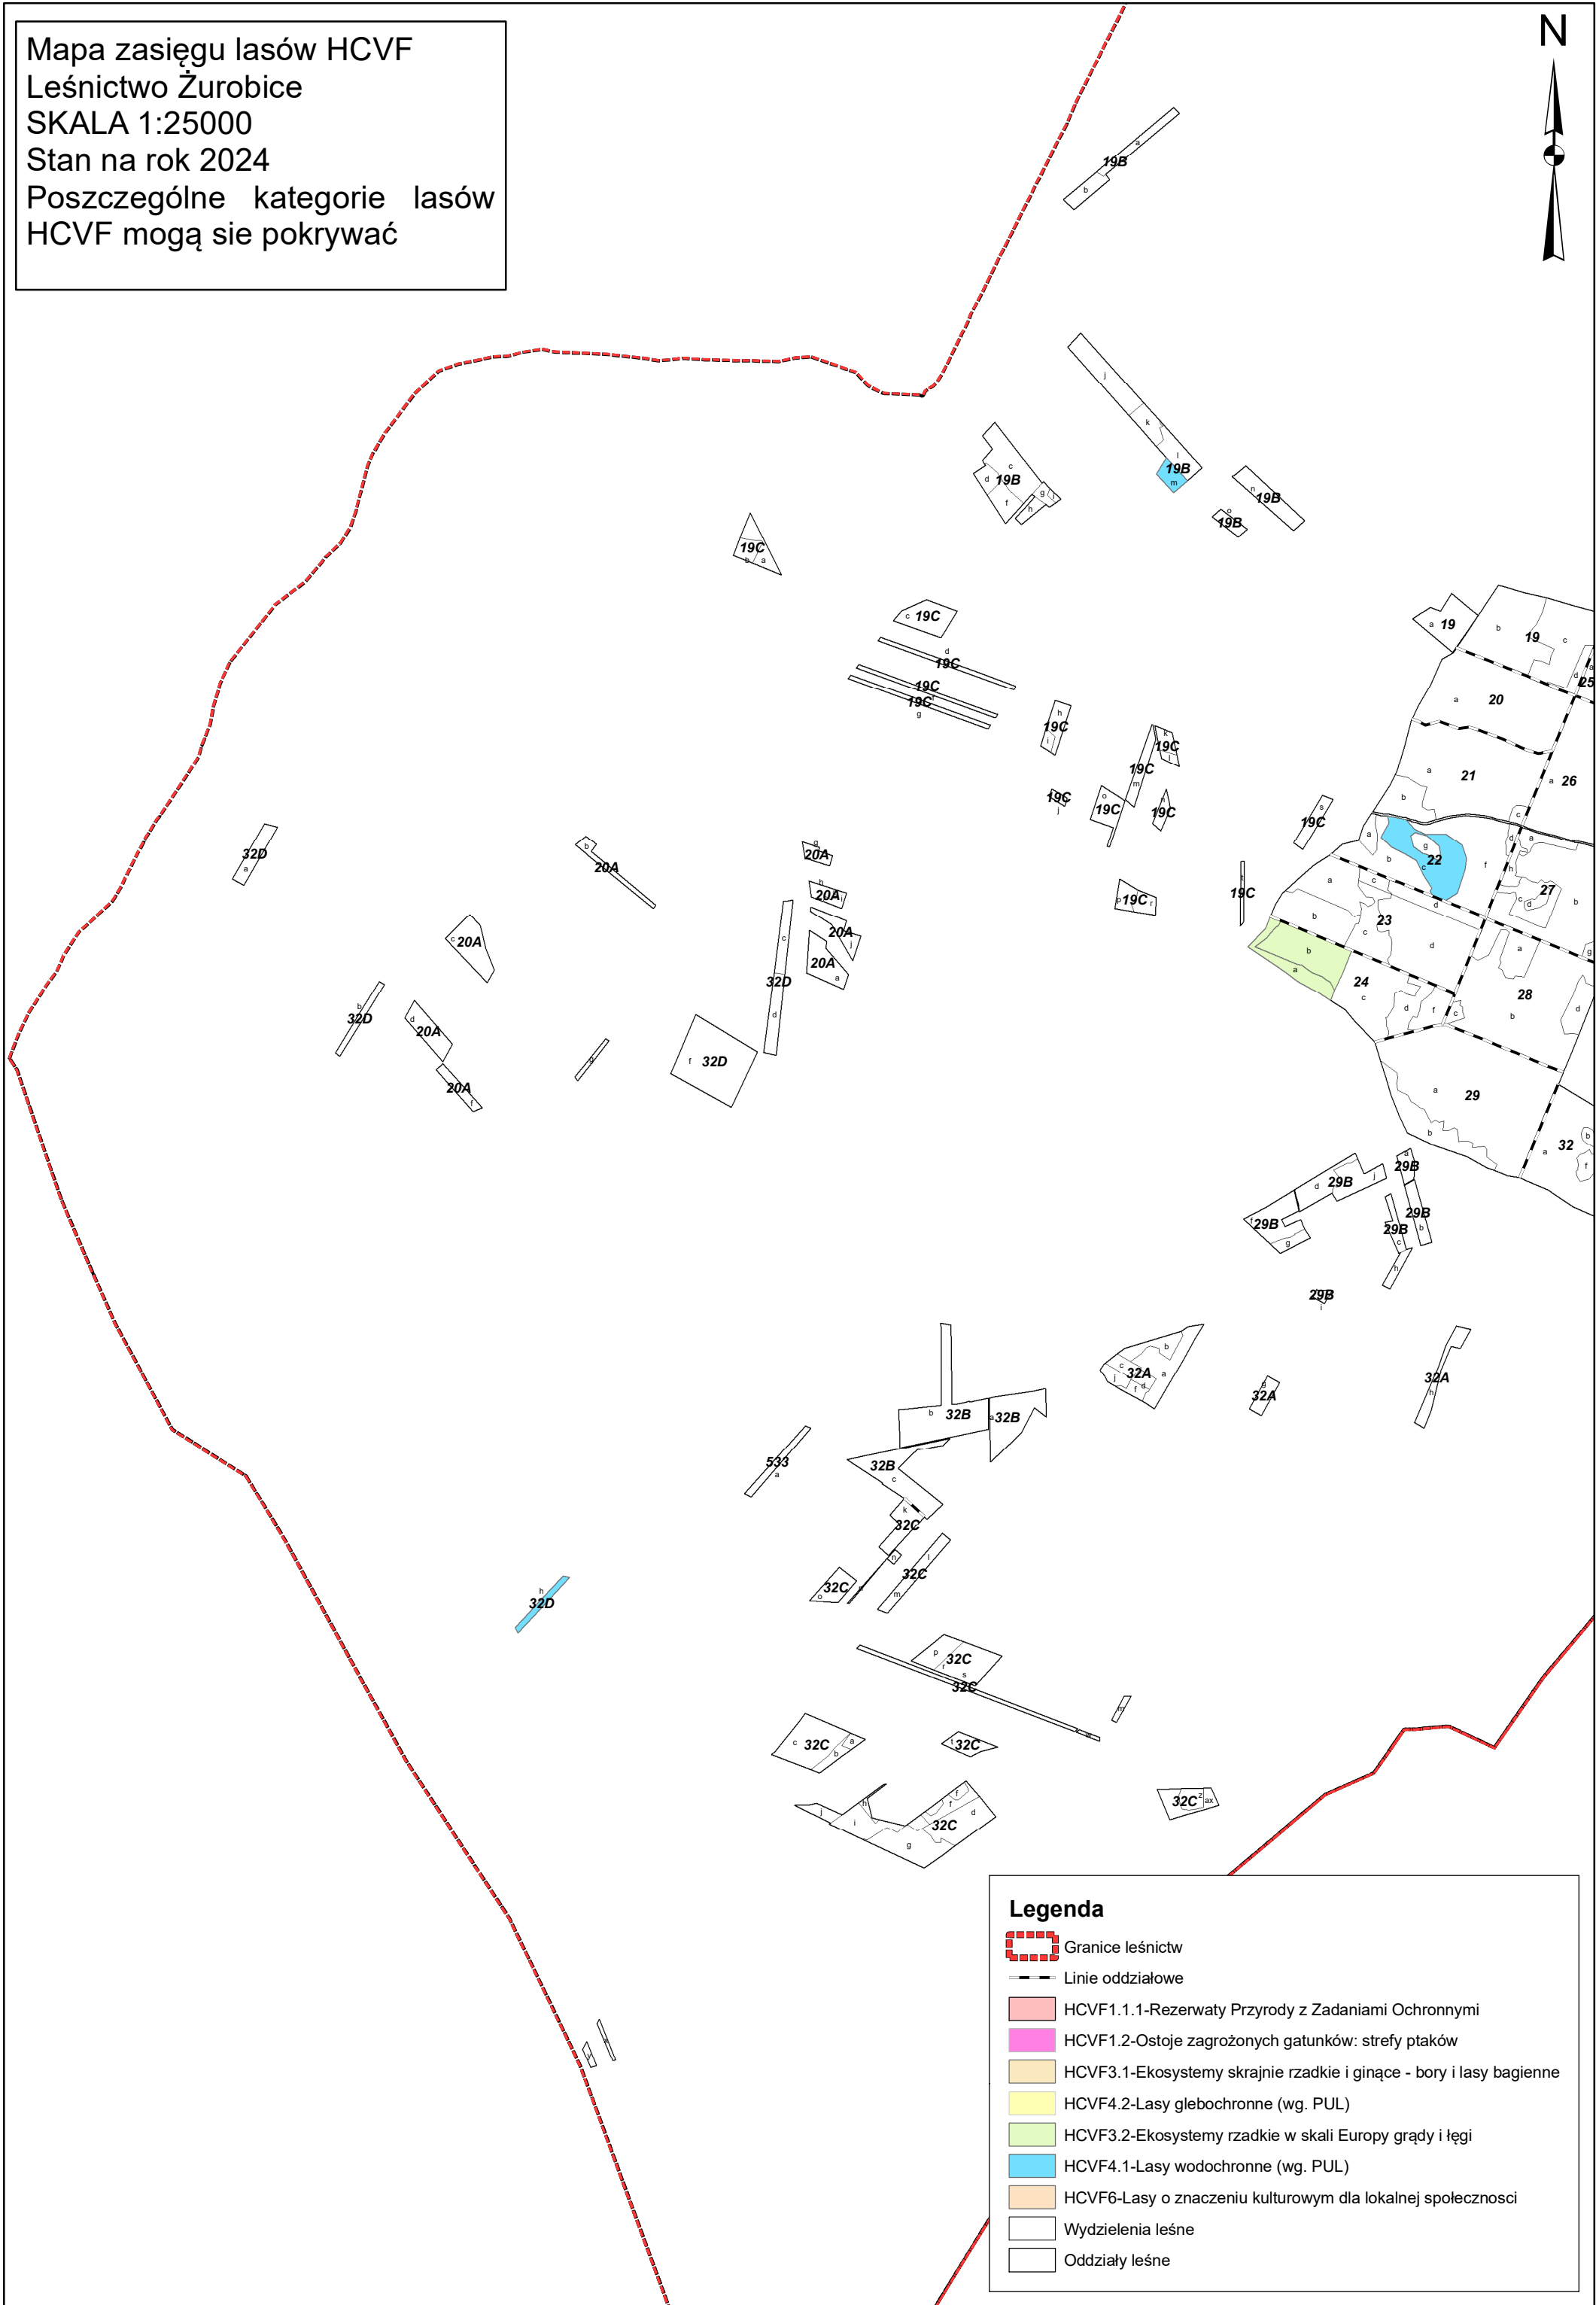 Mapa zasięgu lasów HCVF
Leśnictwo Żurobice
SKALA 1:25000
Stan na rok 2024
Poszczególne kategorie lasów
HCVF mogą sie pokrywać
N
a
19B
b
j
k
l
19B
m
c
d 19B
f
g
h
n
19B
o
19B
19C
b a
c 19C
d
19C
19C
19C
g
a 19
b
19
c
d
25
a 20
h
19C
i
k
19C
l
19C
m
o
19C
19C
19C
j
a 21
b
a 26
s
19C
a
b
g
22
c
f
c
d
a
h
27
c d
b
32D
a
b
20A
g
20A
h
20A
20A
j
20A
a
p 19C r
t
19C
a
c
d
b
23
c
d
a
g
c 20A
c
32D
d
b
a
24
c
d
f
c
28
b
d
b
32D
d
20A
20A
f
g
f 32D
a 29
b
32
a
b
f
a
29B
d 29B
j
f 29B
g
29B
b
29B
c
h
29B
i
b
c
32A
a
j
f d
g
32A
32A
h
b 32B
a 32B
32B
c
533
a
k
32C
n
l
32C
m
32C
o
h
32D
p 32C
r
s
32C
m
c 32C
b
a
t 32C
32C z ax
j
h
i
f
f
d
32C
g
Legenda
Granice leśnictw
Linie oddziałowe
HCVF1.1.1-Rezerwaty Przyrody z Zadaniami Ochronnymi
HCVF1.2-Ostoje zagrożonych gatunków: strefy ptaków
HCVF3.1-Ekosystemy skrajnie rzadkie i ginące - bory i lasy bagienne
HCVF4.2-Lasy glebochronne (wg. PUL)
HCVF3.2-Ekosystemy rzadkie w skali Europy grądy i łęgi
HCVF4.1-Lasy wodochronne (wg. PUL)
HCVF6-Lasy o znaczeniu kulturowym dla lokalnej społecznosci
Wydzielenia leśne
Oddziały leśne